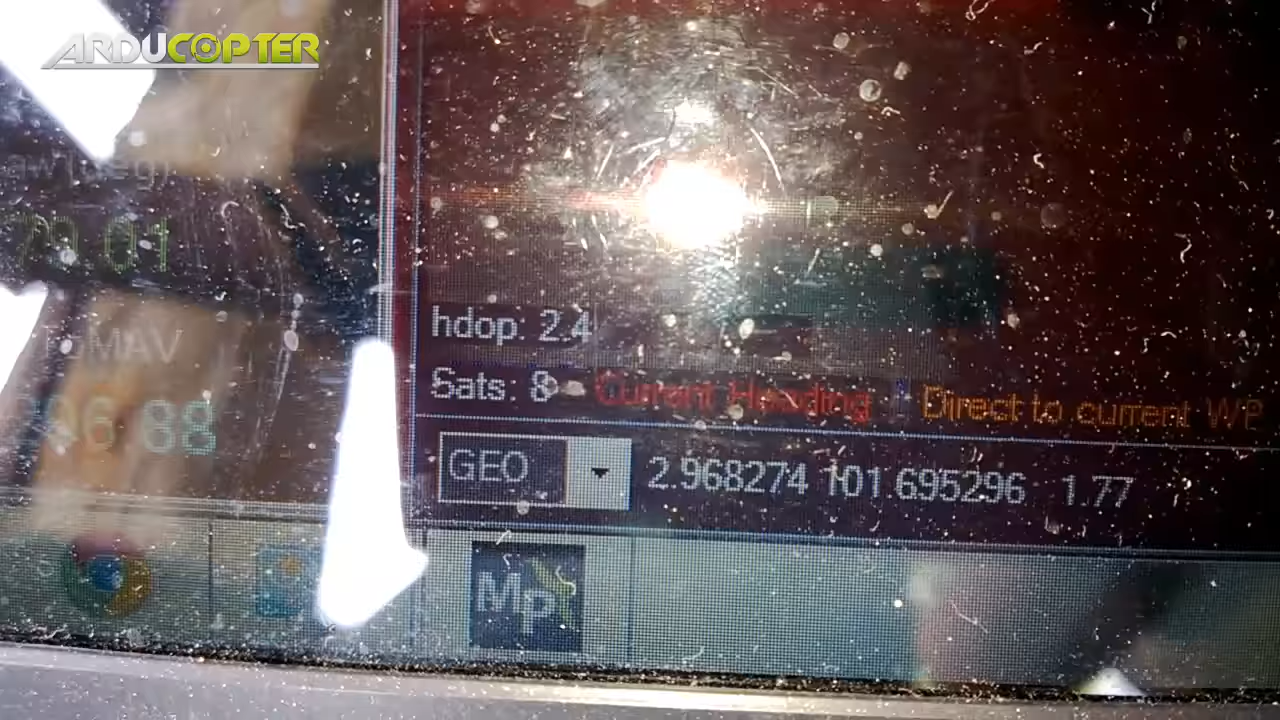 ARDUCOPTER
hdop: 2.4
Sats: 8 Current Heading Direct to current WP
GEO 2.968274 101.695296 1.77
Mp